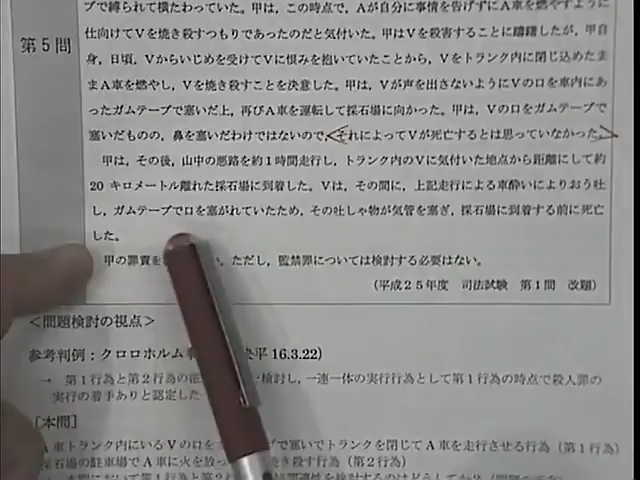 プで縛られて横たわっていた。甲は、この時点で、Aが自分に事情を告げずにA車を燃やすように
仕向けてVを焼き殺すつもりであったのだと気付いた。甲はVを殺害することに躊躇したが、甲自
第5問
身、日頃、Vからいじめを受けてVに恨みを抱いていたことから、Vをトランク内に閉じ込めたま
まA車を燃やし、Vを焼き殺すことを決意した。甲は、Vが声を出さないようにVの口を車内にあ
ったガムテープで塞いだ上、再びA車を運転して採石場に向かった。甲は、Vの口をガムテープで
塞いだものの、鼻を塞いだわけではないので、それによってVが死亡するとは思っていなかった。
甲は、その後、山中の悪路を約1時間走行し、トランク内のVに気付いた地点から距離にして約
20 キロメートル離れた採石場に到着した。Vは、その間に、上記走行による車酔いによりおう吐
し、ガムテープで口を塞がれていたため、その吐しゃ物が気管を塞ぎ、採石場に到着する前に死亡
した。
甲の罪責を い。ただし、監禁罪については検討する必要はない。
(平成25年度 司法試験 第1問 改題)
<問題検討の視点>
参考判例:クロロホルム 決平 16.3.22)
→ 第1行為と第2行為の 検討し、一連一体の実行行為として第1行為の時点で殺人罪の
実行の着手ありと認定した
[本問]
A車トランク内にいるVの口を で塞いでトランクを閉じてA車を走行させる行為(第1行為)
採石場の駐車場でA車に火を放っ 焼き殺す行為(第2行為)